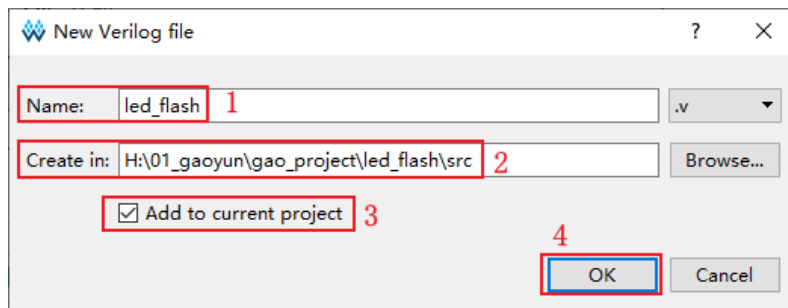 New Verilog file
Name: led_flash 1 .v
Create in: H:\01_gaoyun\gao_project\led_flash\src 2 Browse...
Add to current project 3
4
OK Cancel